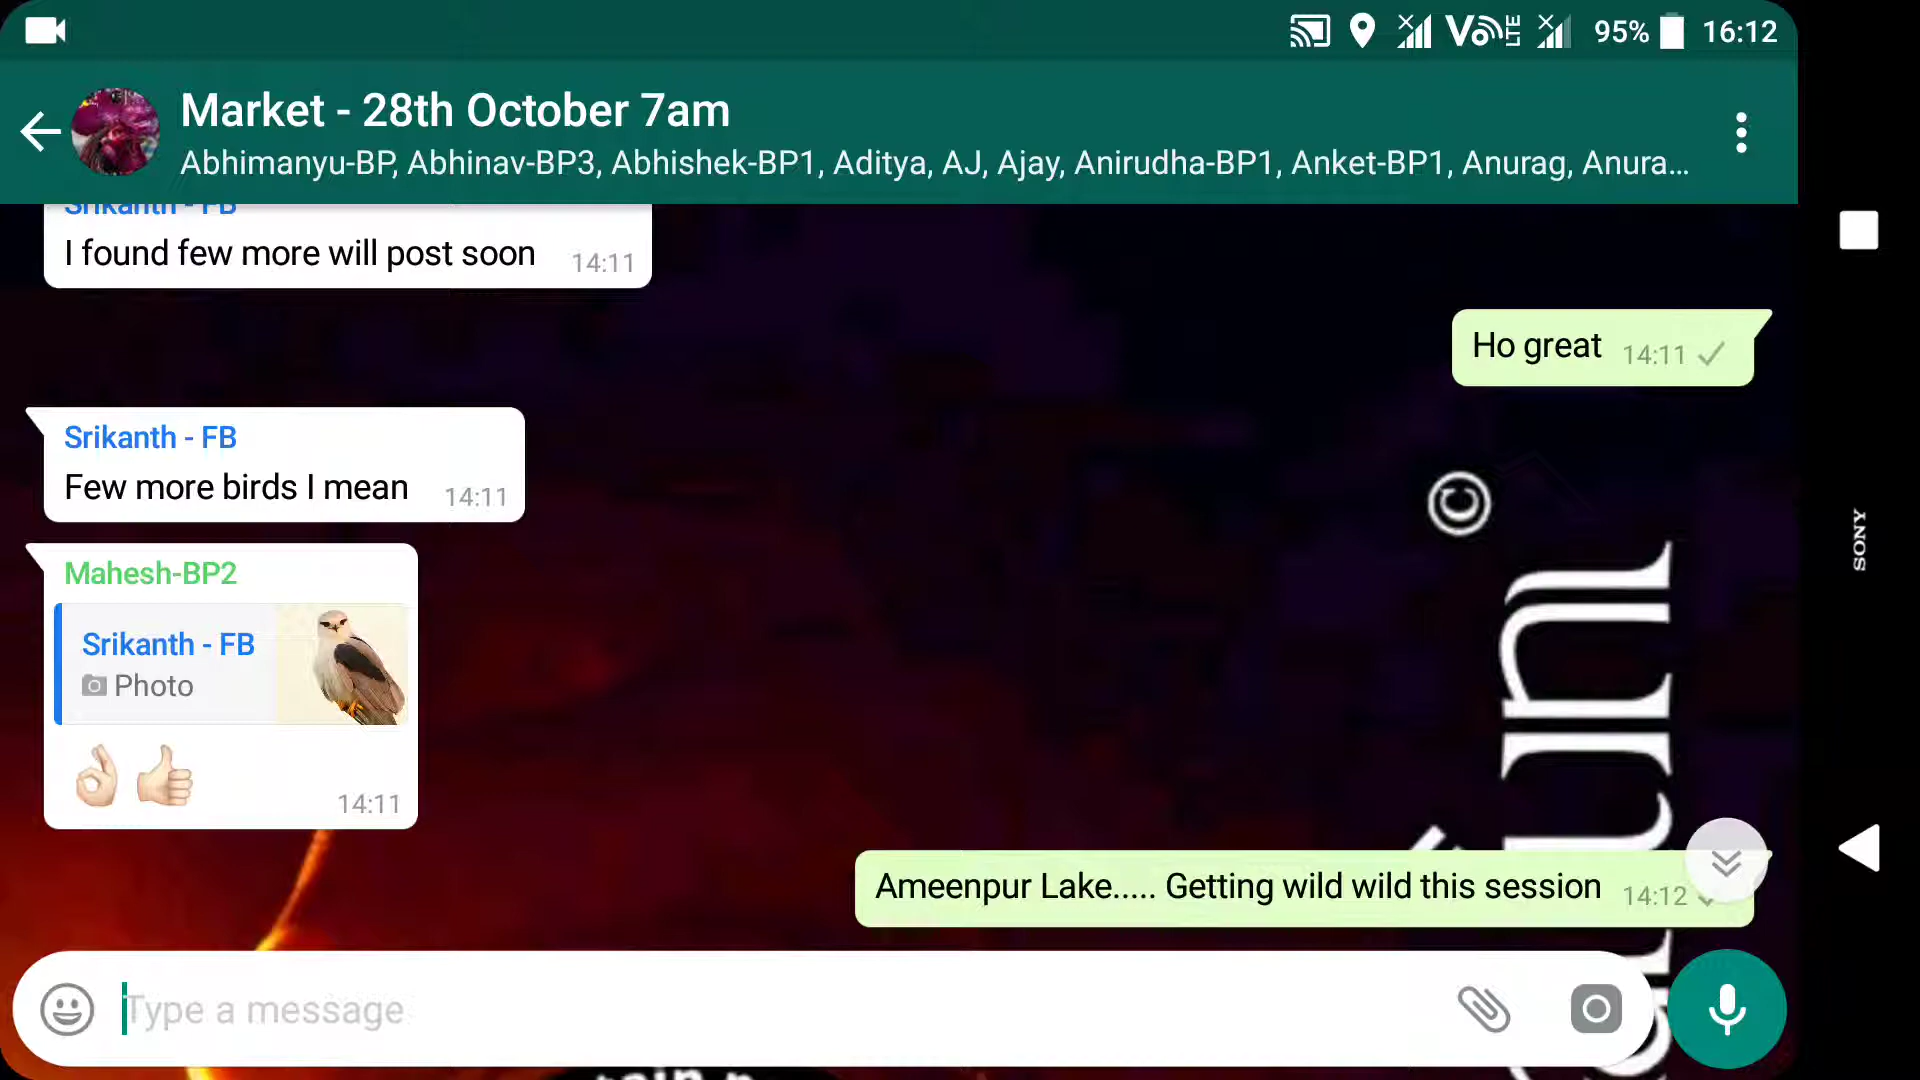 VoLTE 95% 16:12
Market - 28th October 7am
Abhimanyu-BP, Abhinav-BP3, Abhishek-BP1, Aditya, AJ, Ajay, Anirudha-BP1, Anket-BP1, Anurag, Anura...
Srikanth - FB
I found few more will post soon 14:11
Ho great 14:11
Srikanth - FB
Few more birds I mean 14:11
Mahesh-BP2
Srikanth - FB
Photo
👌🏻 👍🏻
14:11
Ameenpur Lake..... Getting wild wild this session 14:12
Type a message
©
SONY